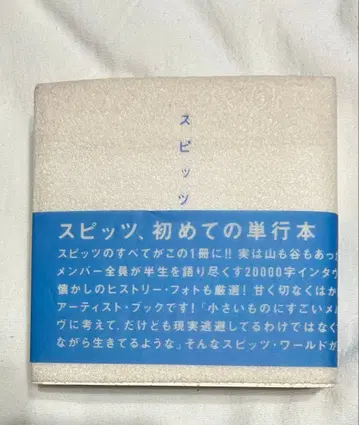 スピッツ
スピッツ、初めての単行本
スピッツのすべてがこの1冊に!! 実は山も谷もあった
メンバー全員が半生を語り尽くす20000字インタヴ
懐かしのヒストリー・フォトも厳選! 甘く切なくはか
アーティスト・ブックです!「小さいものにすごいメル
ヴに考えて、だけども現実逃避してるわけではなく
ながら生きてるような」そんなスピッツ・ワールドが